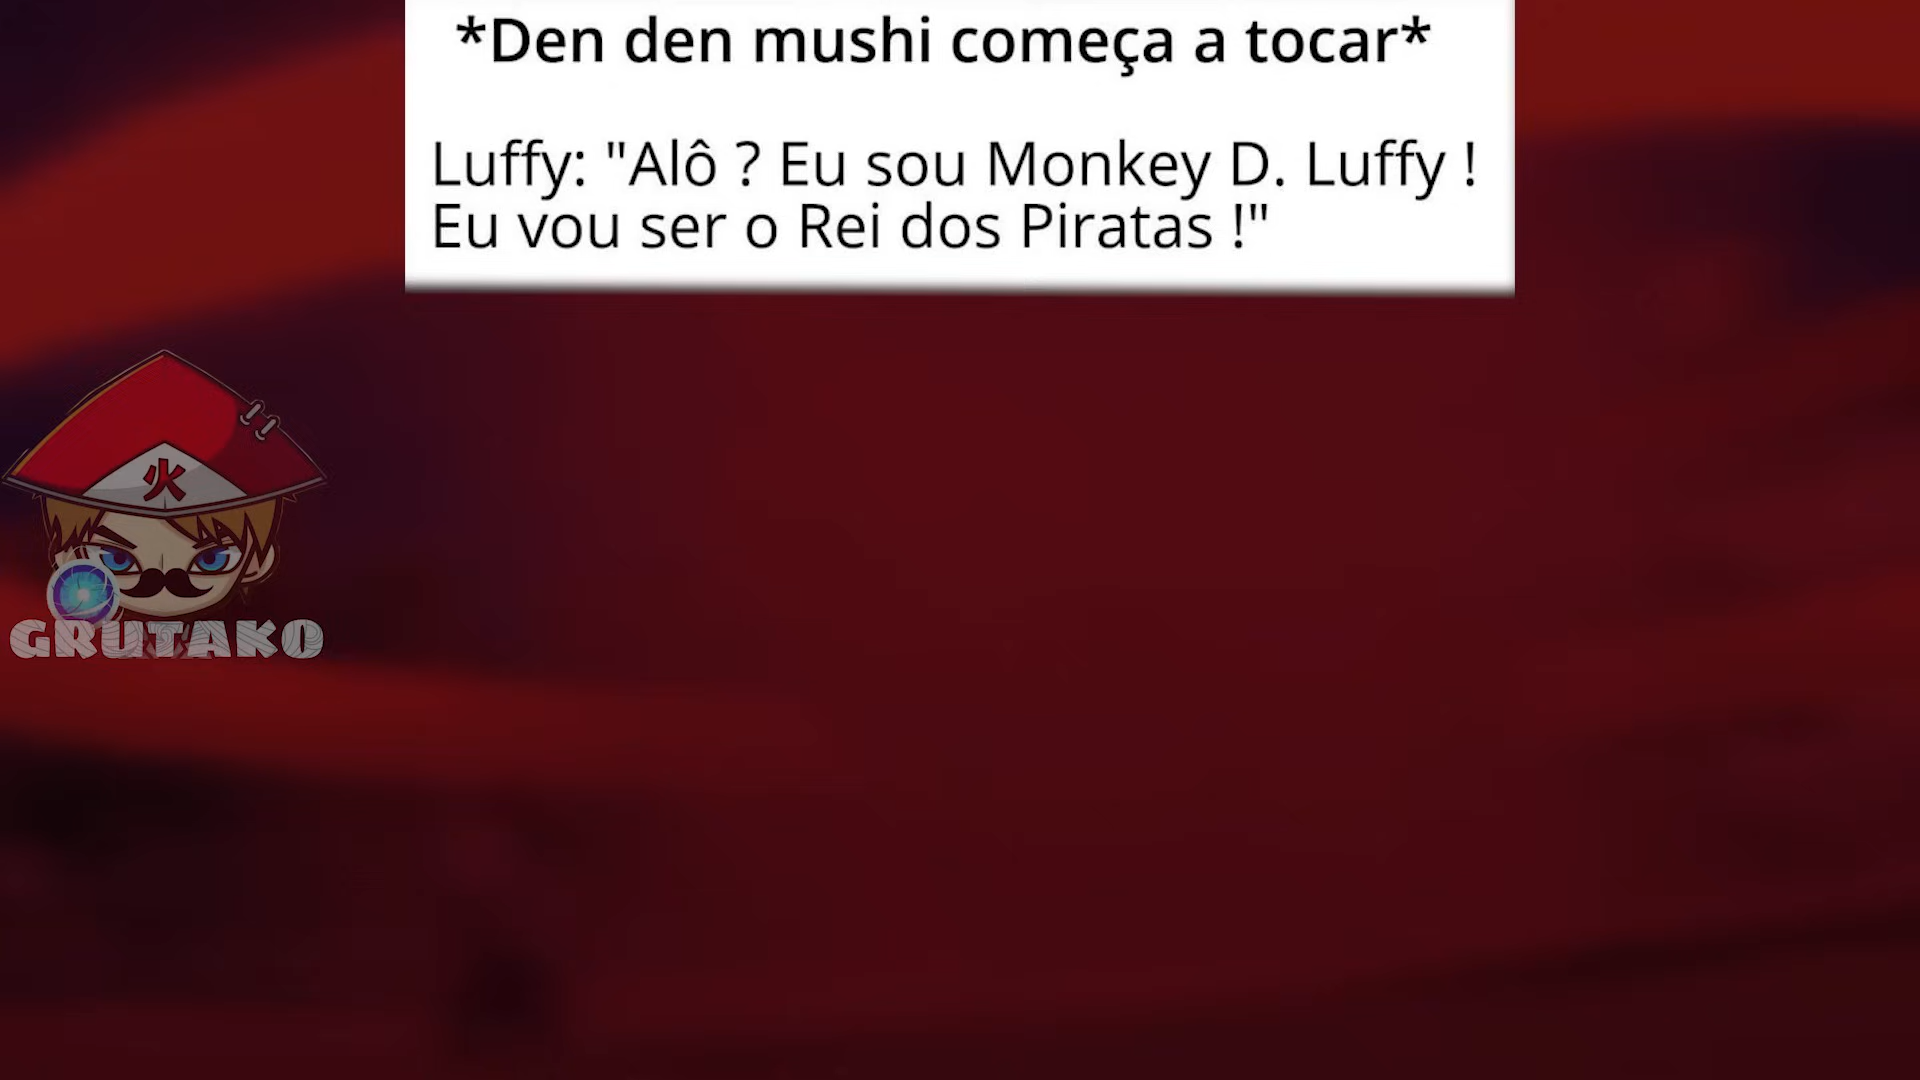 *Den den mushi começa a tocar*
Luffy: "Alô ? Eu sou Monkey D. Luffy !
Eu vou ser o Rei dos Piratas !"
火
GRUTAKO